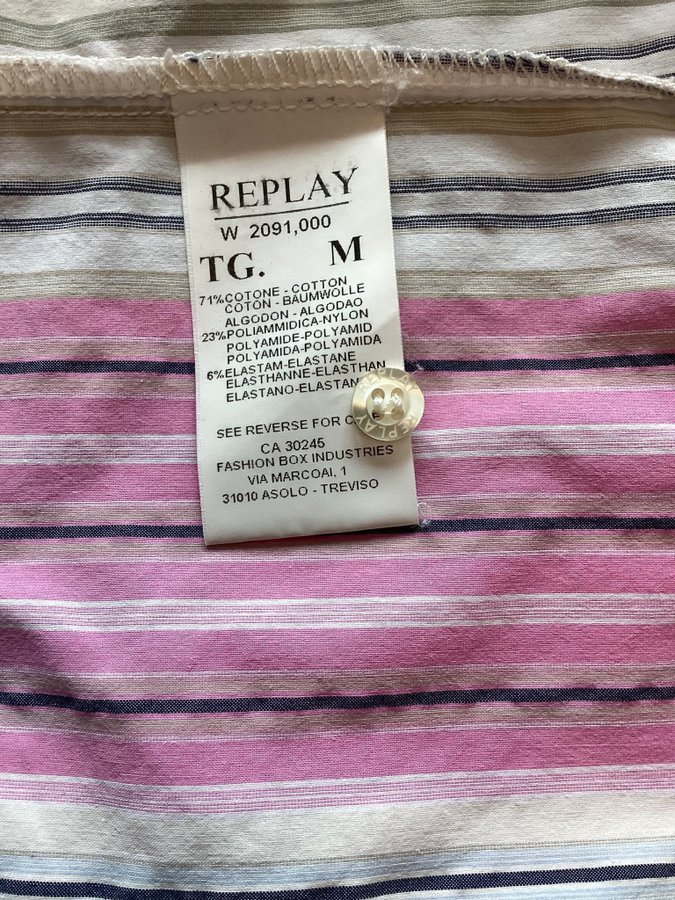 REPLAY
W 2091,000
TG. M
71%COTONE - COTTON
COTON - BAUMWOLLE
ALGODON - ALGODAO
23%POLIAMMIDICA-NYLON
POLYAMIDE-POLYAMID
POLYAMIDA-POLYAMIDA
6%ELASTAM-ELASTANE
ELASTHANNE-ELASTHAN
ELASTANO-ELASTAN
SEE REVERSE FOR C
CA 30245
FASHION BOX INDUSTRIES
VIA MARCOAI, 1
31010 ASOLO - TREVISO
REPLAY